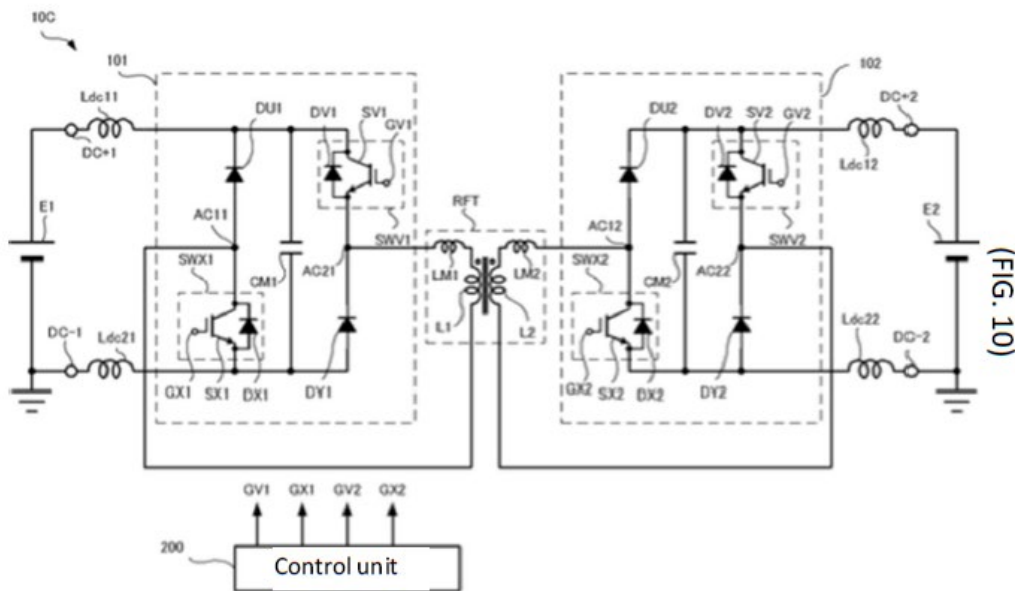 10C
101
102
Ldc11
DU1
DV1
SV1
GV1
DU2
DV2
SV2
GV2
DC+2
DC+1
Ldc12
E1
AC11
RFT
AC12
E2
SWX1
CM1
AC21
SWV1
LM1
LM2
SWX2
CM2
AC22
SWV2
DC-1
Ldc21
L1
L2
Ldc22
DC-2
GX1
SX1
DX1
DY1
GX2
SX2
DX2
DY2
(FIG. 10)
GV1
GX1
GV2
GX2
200
Control unit